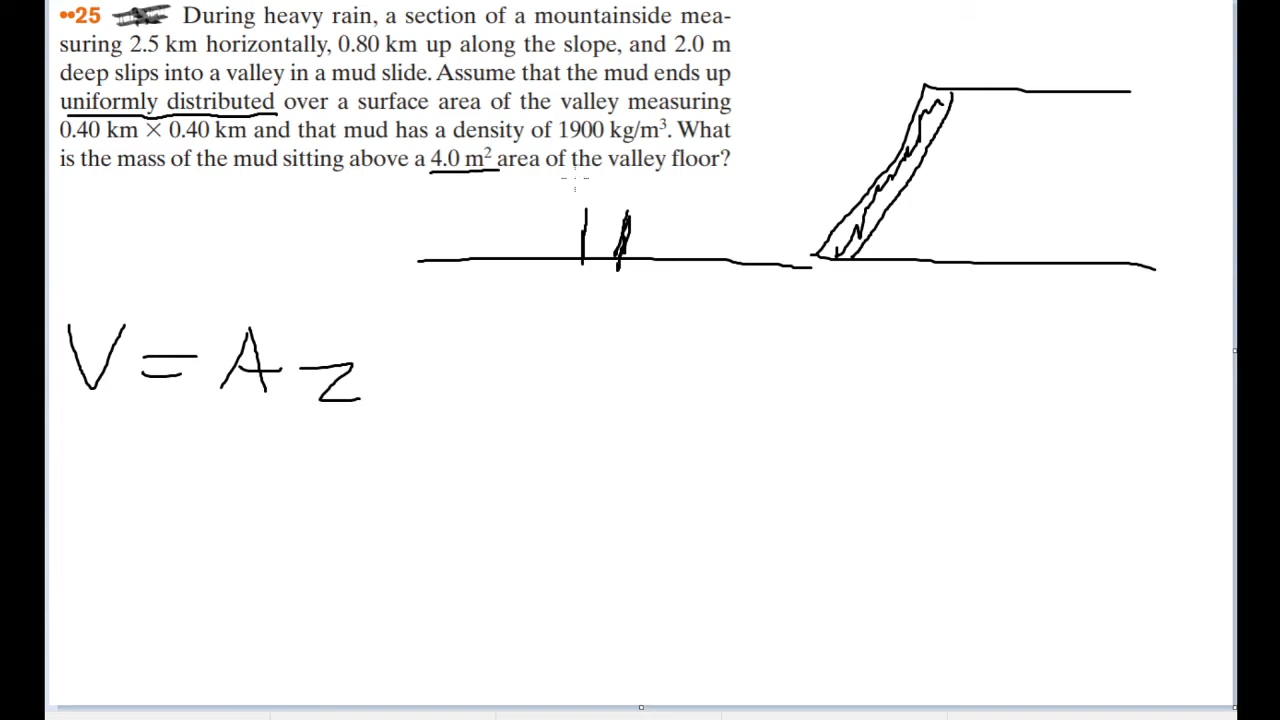 ••25 During heavy rain, a section of a mountainside mea-
suring 2.5 km horizontally, 0.80 km up along the slope, and 2.0 m
deep slips into a valley in a mud slide. Assume that the mud ends up
uniformly distributed over a surface area of the valley measuring
0.40 km × 0.40 km and that mud has a density of 1900 kg/m³. What
is the mass of the mud sitting above a 4.0 m² area of the valley floor?
V = A z